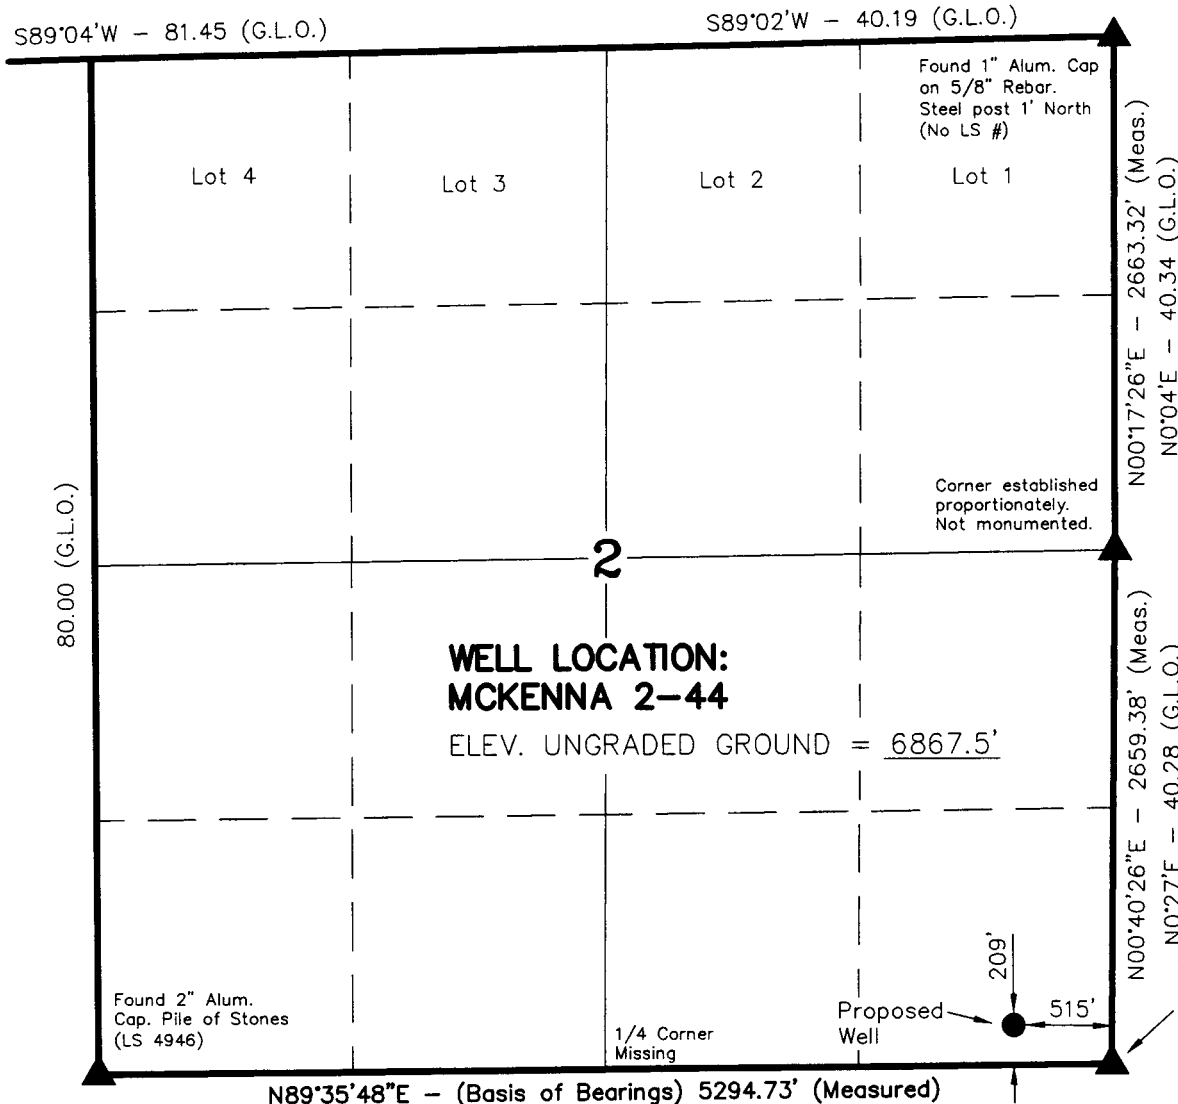 S89°04'W – 81.45 (G.L.O.)
S89°02'W – 40.19 (G.L.O.)
Found 1" Alum. Cap
on 5/8" Rebar.
Steel post 1' North
(No LS #)
Lot 4
Lot 3
Lot 2
Lot 1
N00°17'26"E – 2663.32' (Meas.)
N0°04'E – 40.34 (G.L.O.)
80.00 (G.L.O.)
Corner established
proportionately.
Not monumented.
2
WELL LOCATION:
MCKENNA 2–44
ELEV. UNGRADED GROUND = 6867.5'
N00°40'26"E – 2659.38' (Meas.)
N0°27'E – 40.28 (G.L.O.)
209'
515'
Proposed
Well
Found 2" Alum.
Cap. Pile of Stones
(LS 4946)
1/4 Corner
Missing
N89°35'48"E – (Basis of Bearings) 5294.73' (Measured)